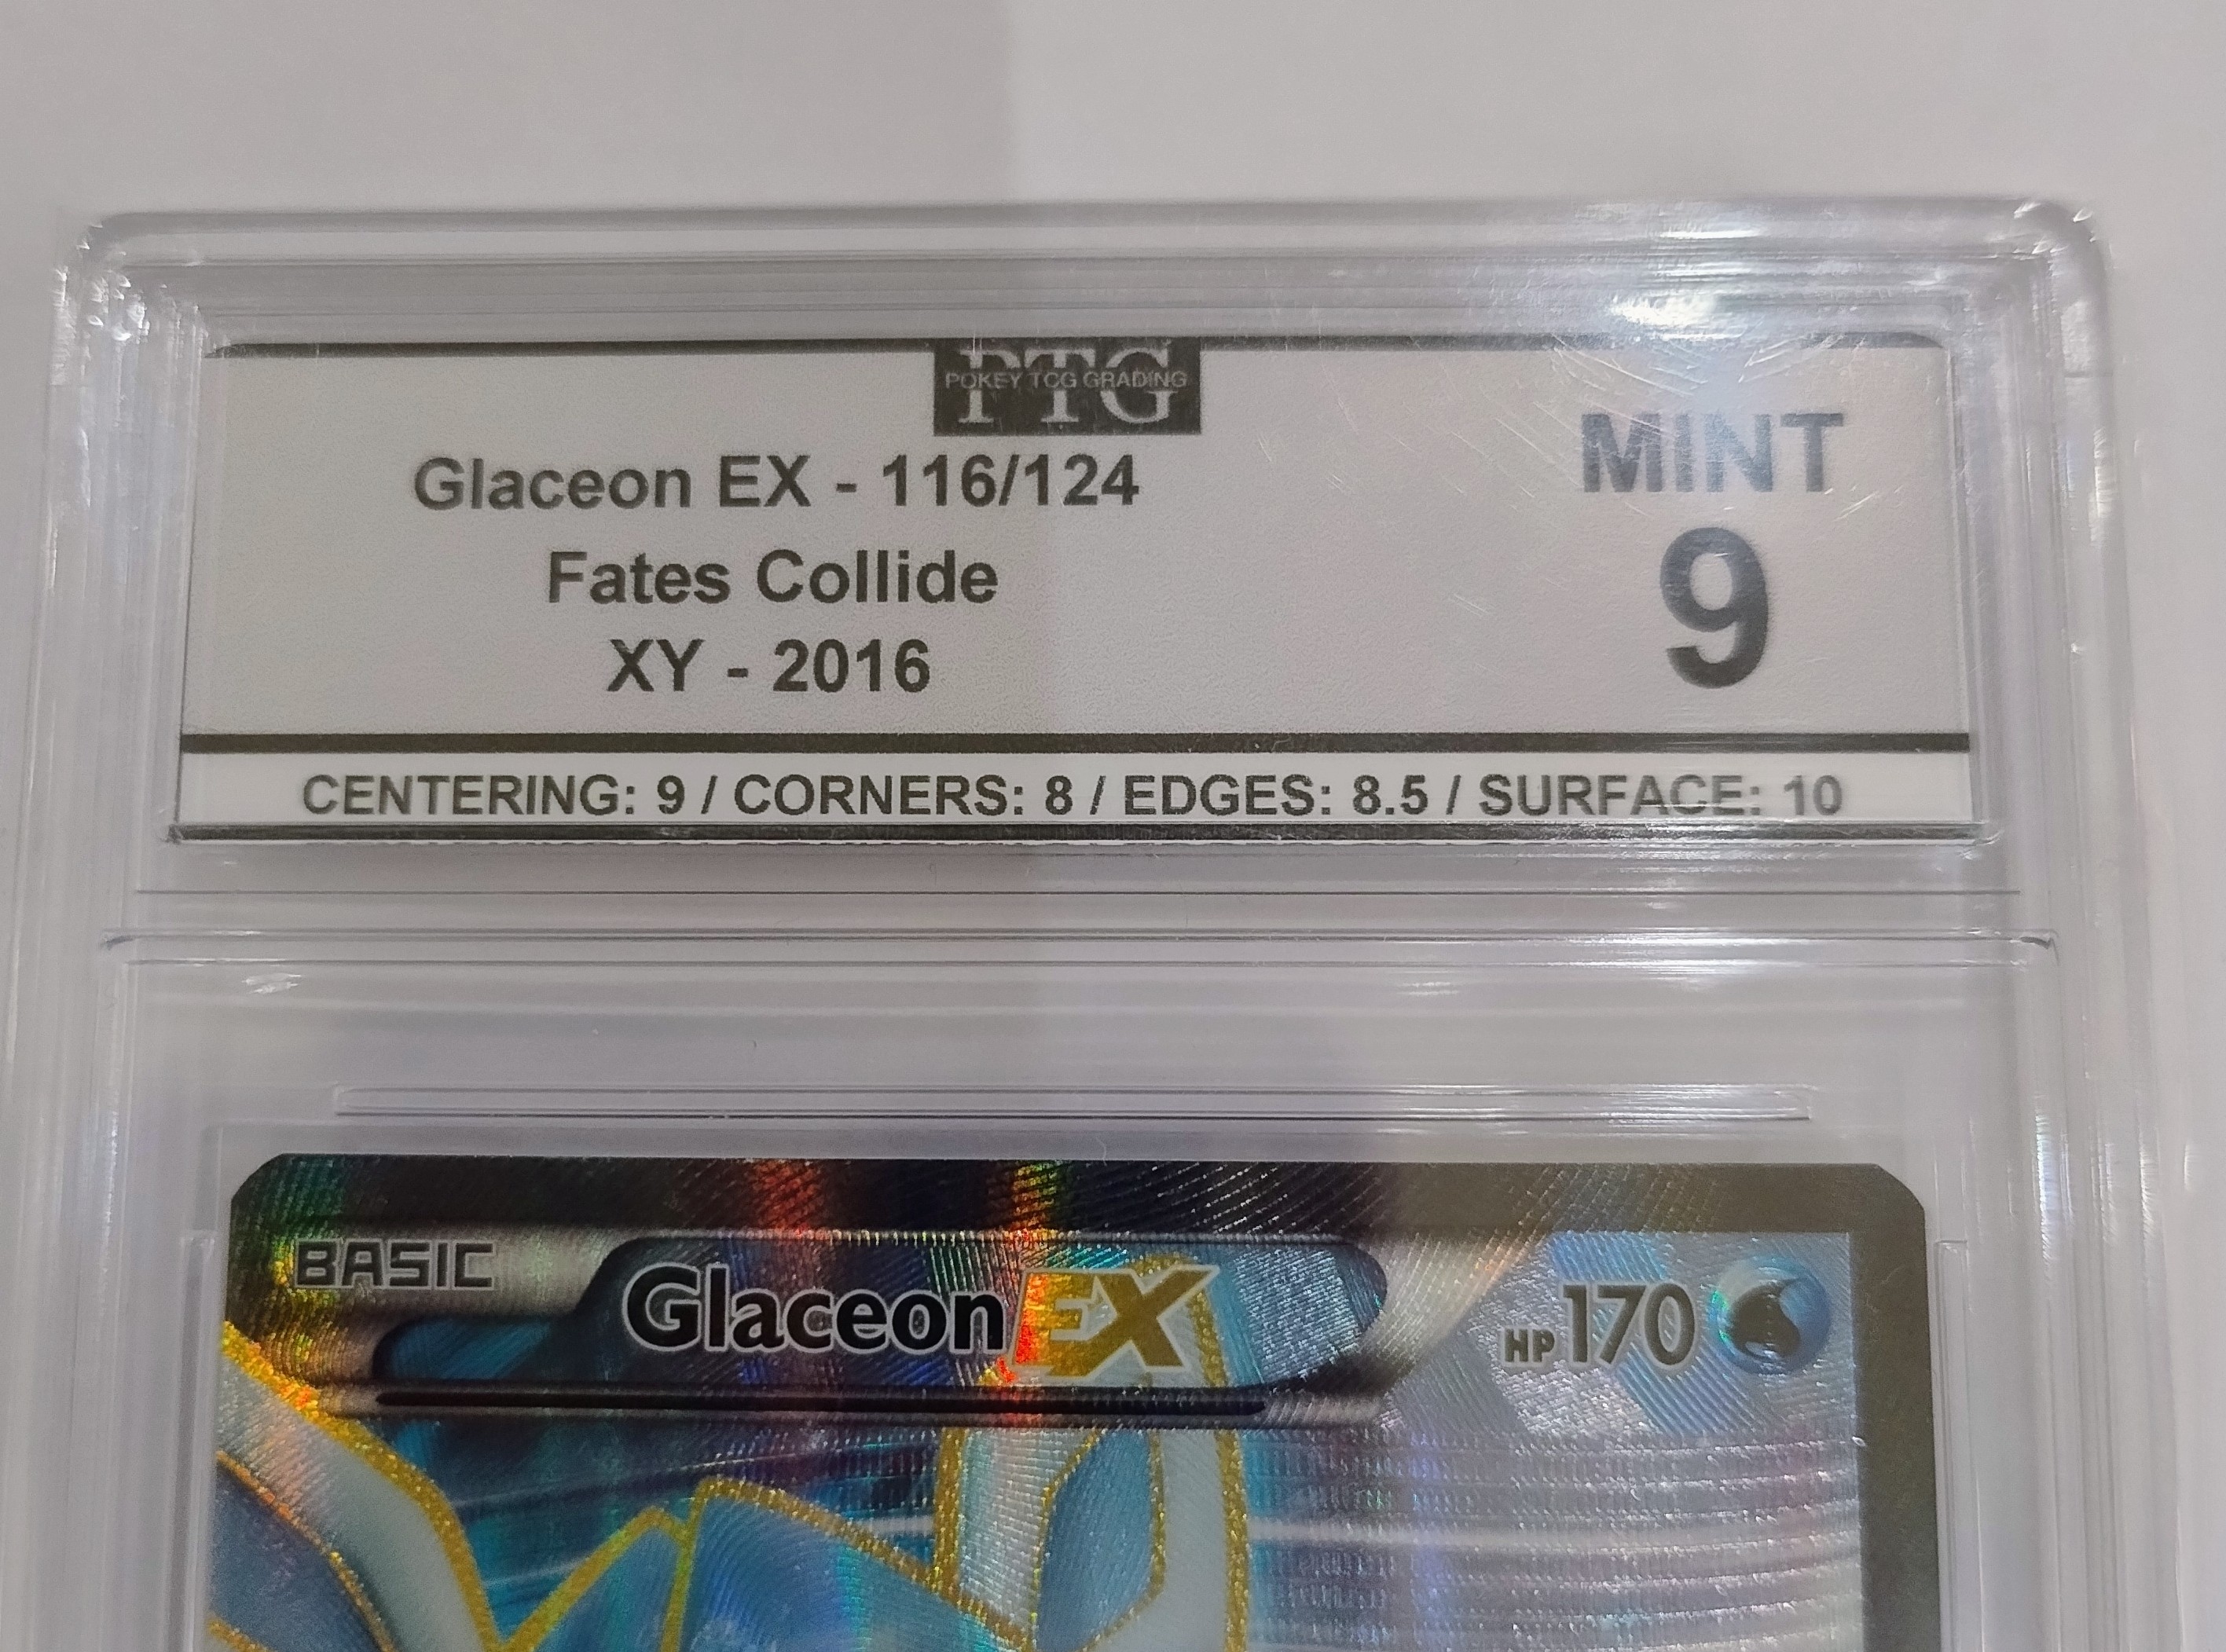 PTG
POKEY TCG GRADING
Glaceon EX - 116/124
Fates Collide
XY - 2016
MINT
9
CENTERING: 9 / CORNERS: 8 / EDGES: 8.5 / SURFACE: 10
BASIC
Glaceon EX
HP 170